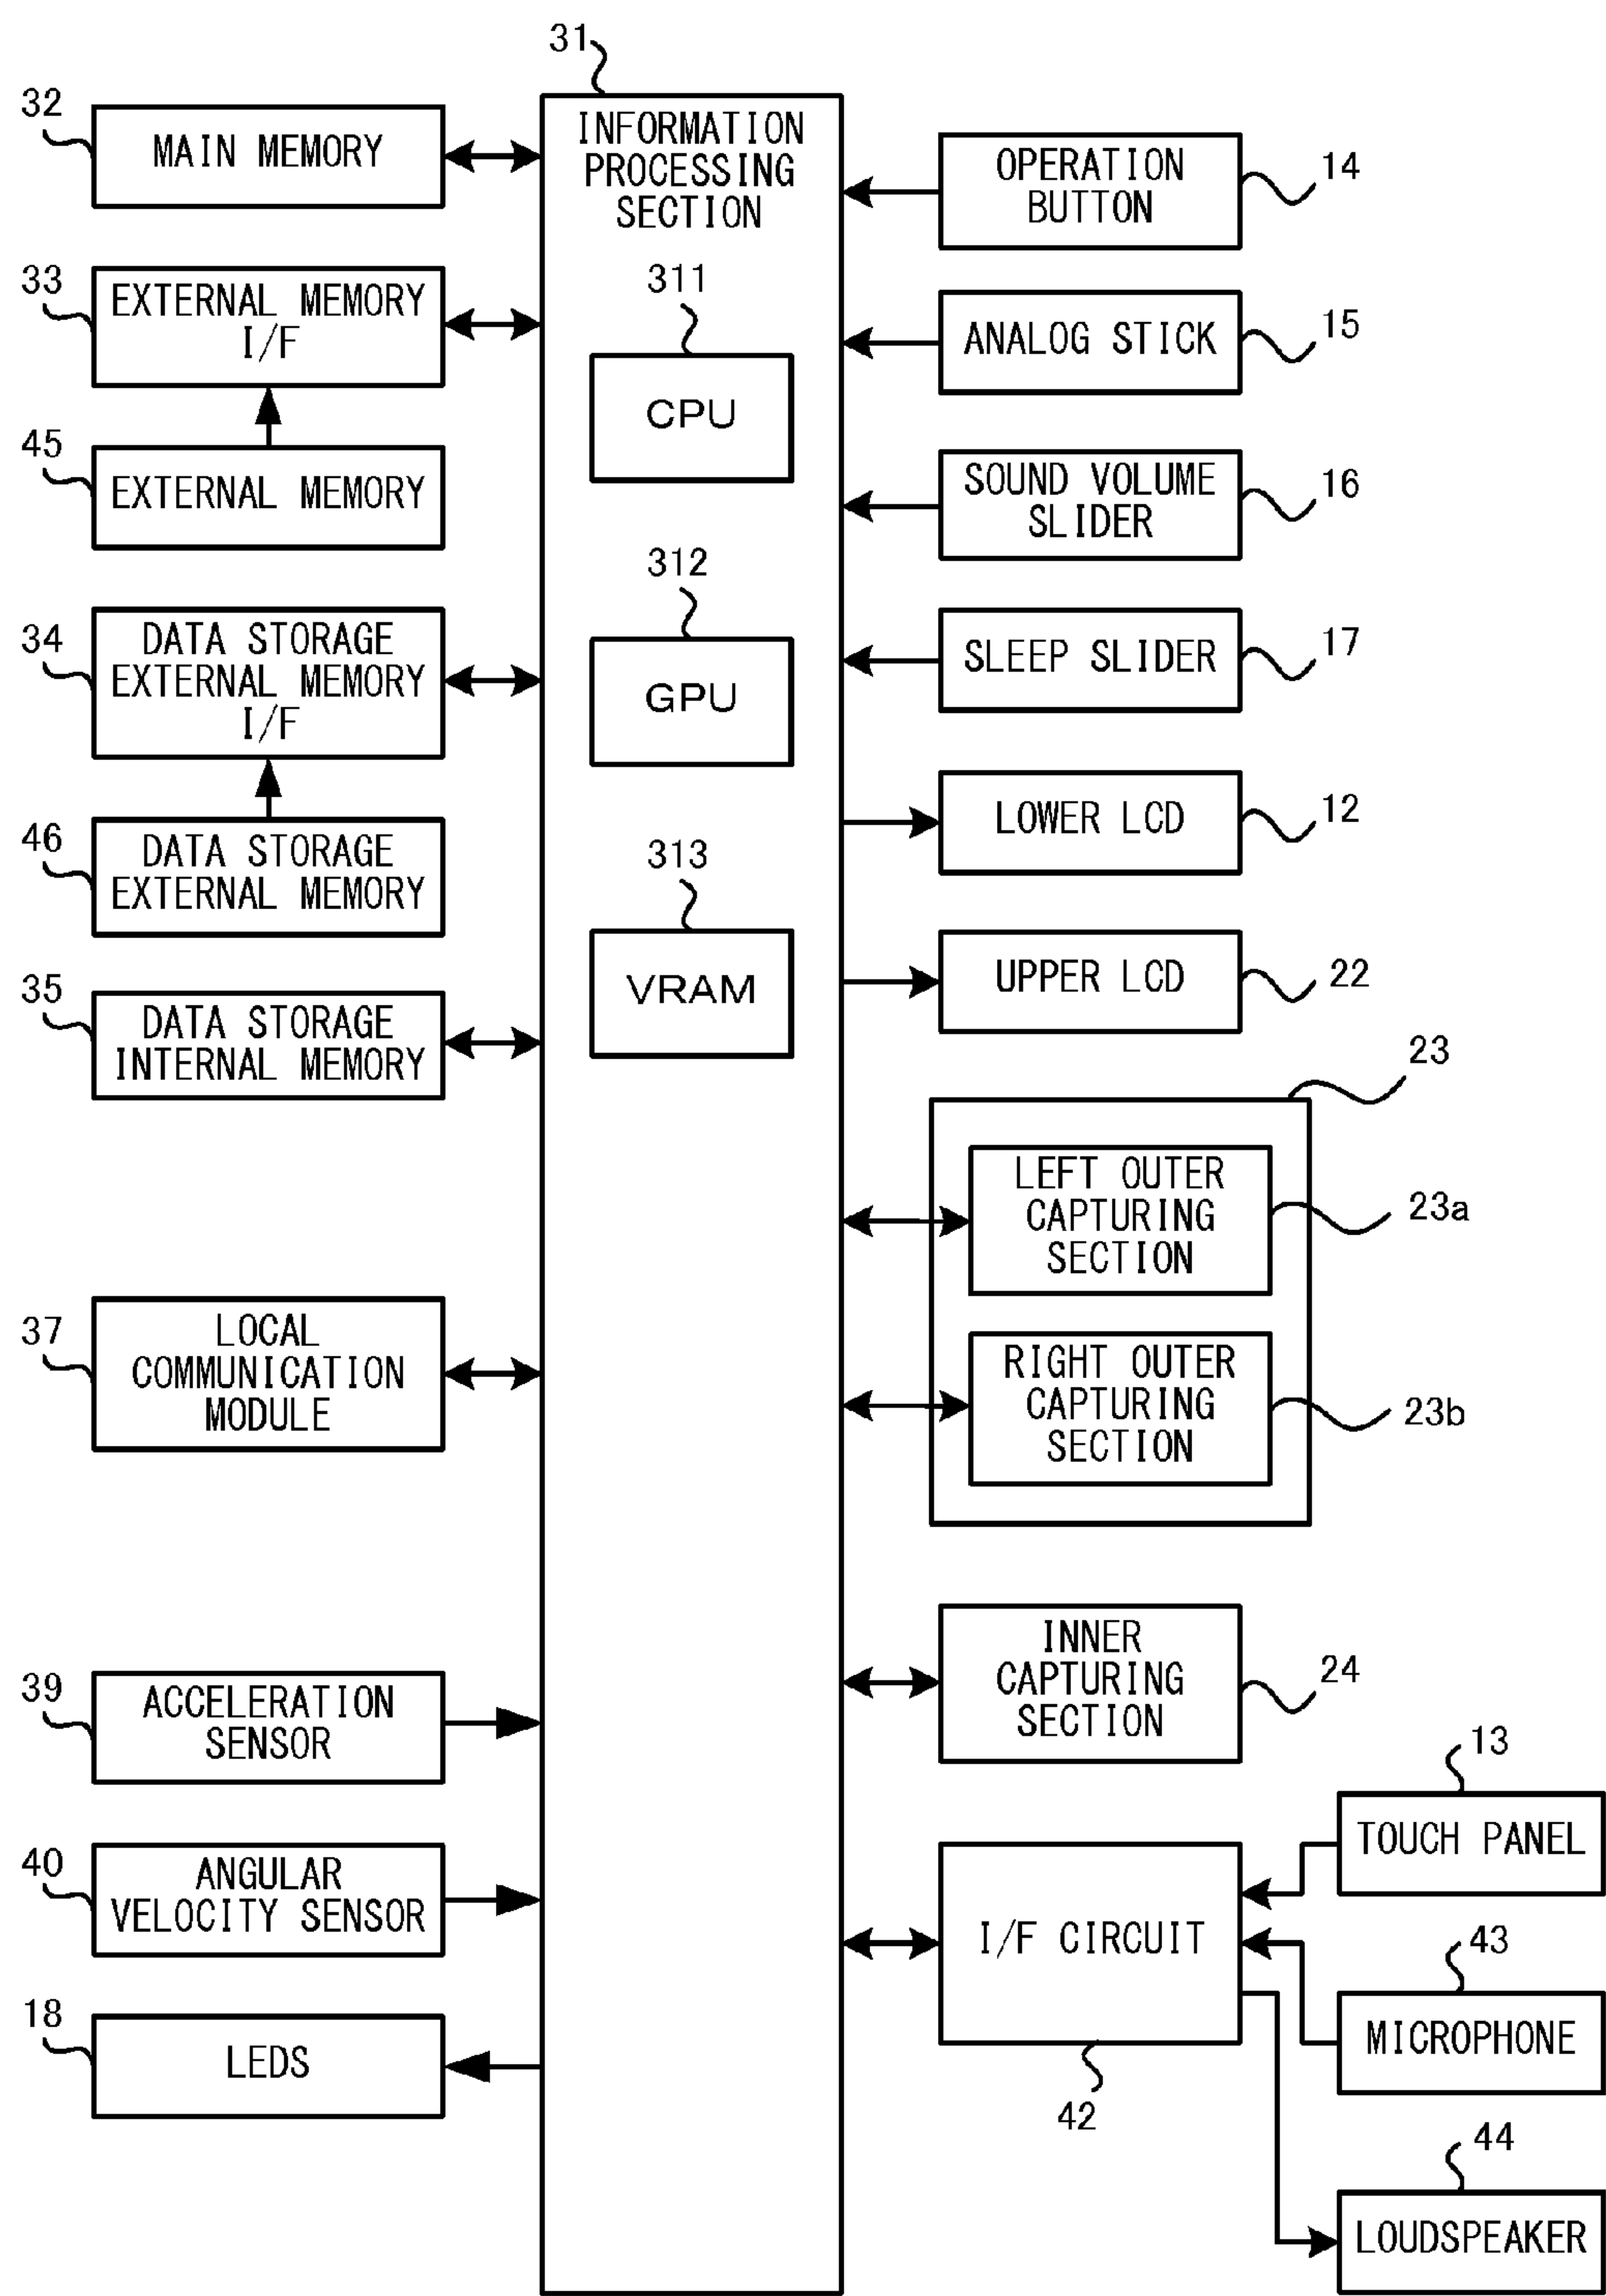 31
INFORMATION
PROCESSING
SECTION
311
CPU
312
GPU
313
VRAM
32
MAIN MEMORY
33
EXTERNAL MEMORY
I/F
45
EXTERNAL MEMORY
34
DATA STORAGE
EXTERNAL MEMORY
I/F
46
DATA STORAGE
EXTERNAL MEMORY
35
DATA STORAGE
INTERNAL MEMORY
37
LOCAL
COMMUNICATION
MODULE
39
ACCELERATION
SENSOR
40
ANGULAR
VELOCITY SENSOR
18
LEDS
OPERATION
BUTTON
14
ANALOG STICK
15
SOUND VOLUME
SLIDER
16
SLEEP SLIDER
17
LOWER LCD
12
UPPER LCD
22
23
LEFT OUTER
CAPTURING
SECTION
23a
RIGHT OUTER
CAPTURING
SECTION
23b
INNER
CAPTURING
SECTION
24
I/F CIRCUIT
42
13
TOUCH PANEL
43
MICROPHONE
44
LOUDSPEAKER